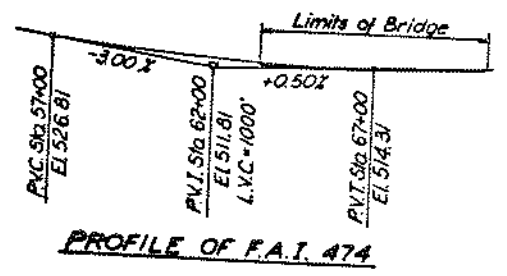 Limits of Bridge
-3.00%
+0.50%
P.V.C. Sta. 57+00
El. 526.81
P.V.I. Sta. 62+00
El. 511.81
L.V.C = 1000'
P.V.T. Sta. 67+00
El. 514.31
PROFILE OF F.A.I. 474